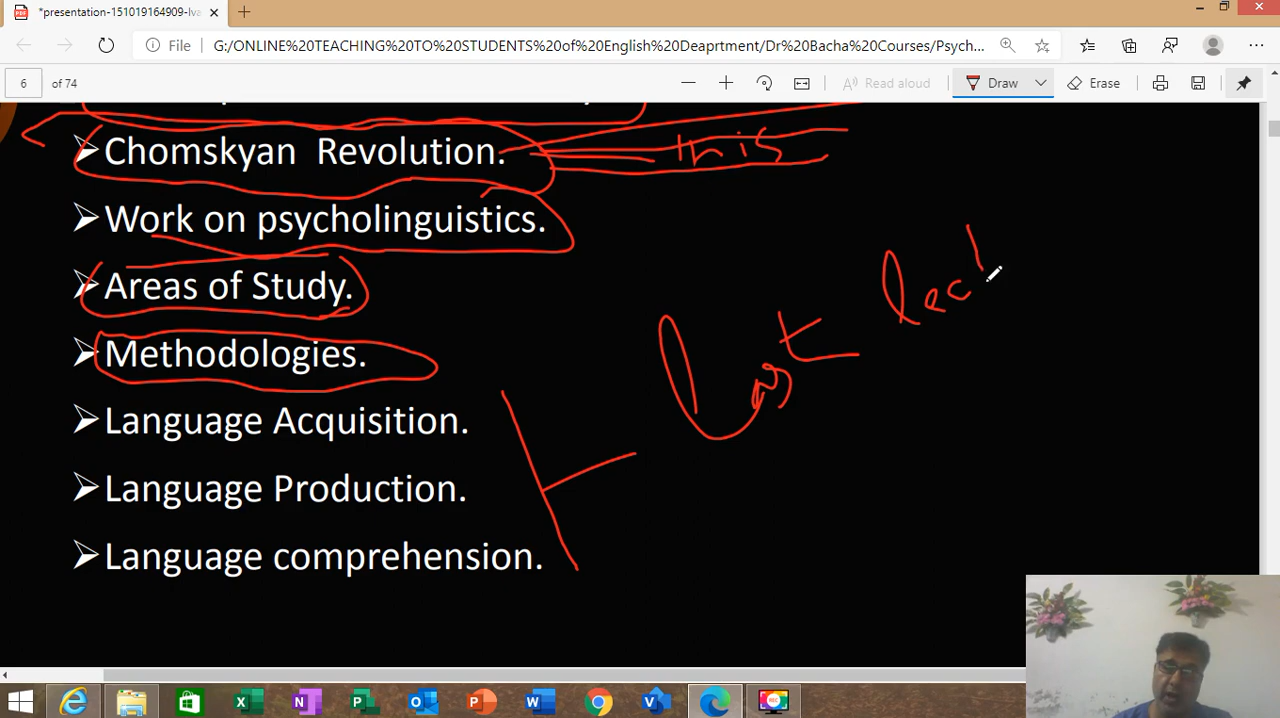 *presentation-151019164909-lva
File
G:/ONLINE%20TEACHING%20TO%20STUDENTS%20of%20English%20Deaprtment/Dr%20Bacha%20Courses/Psych...
6 of 74
Read aloud
Draw
Erase
Chomskyan Revolution. this
Work on psycholinguistics.
Areas of Study.
Methodologies.
Last lect
Language Acquisition.
Language Production.
Language comprehension.